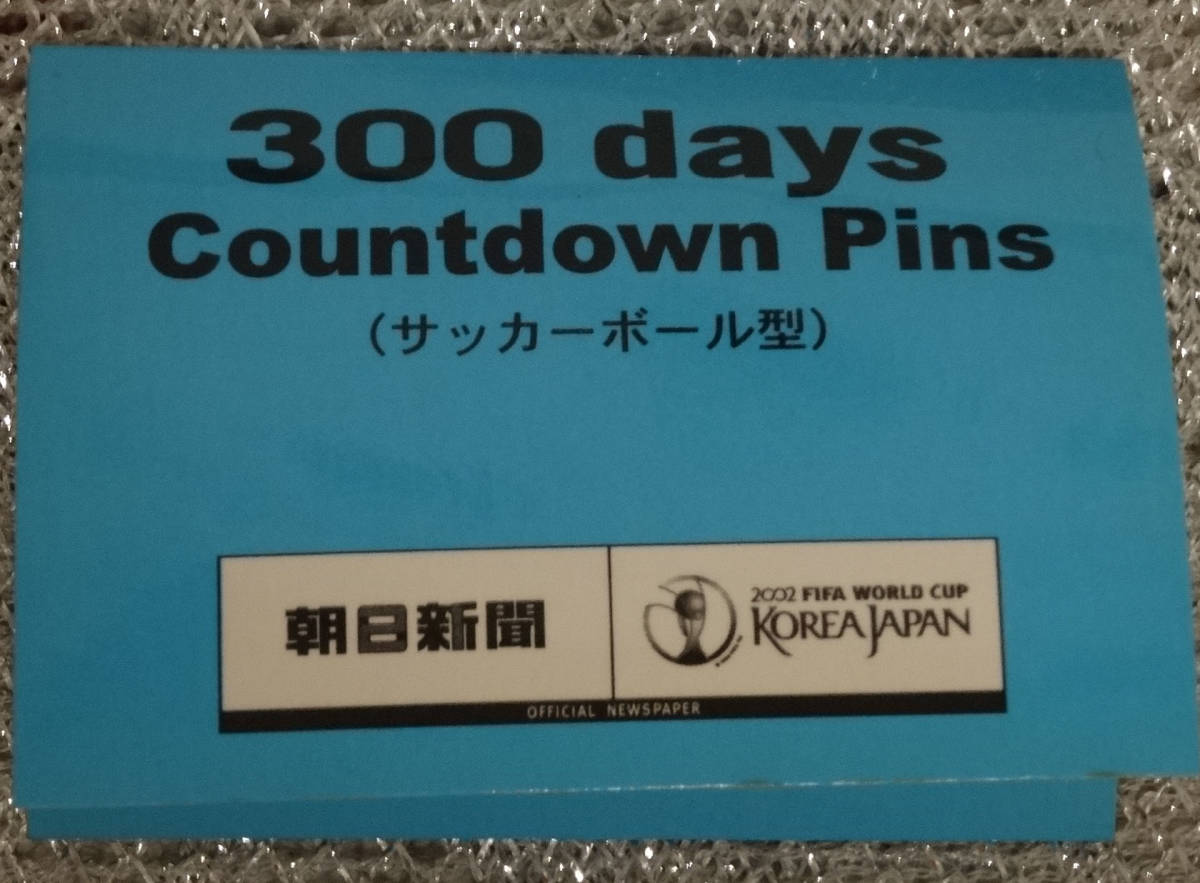 300 days
Countdown Pins
（サッカーボール型）
朝日新聞
2002 FIFA WORLD CUP
KOREA JAPAN
OFFICIAL NEWSPAPER